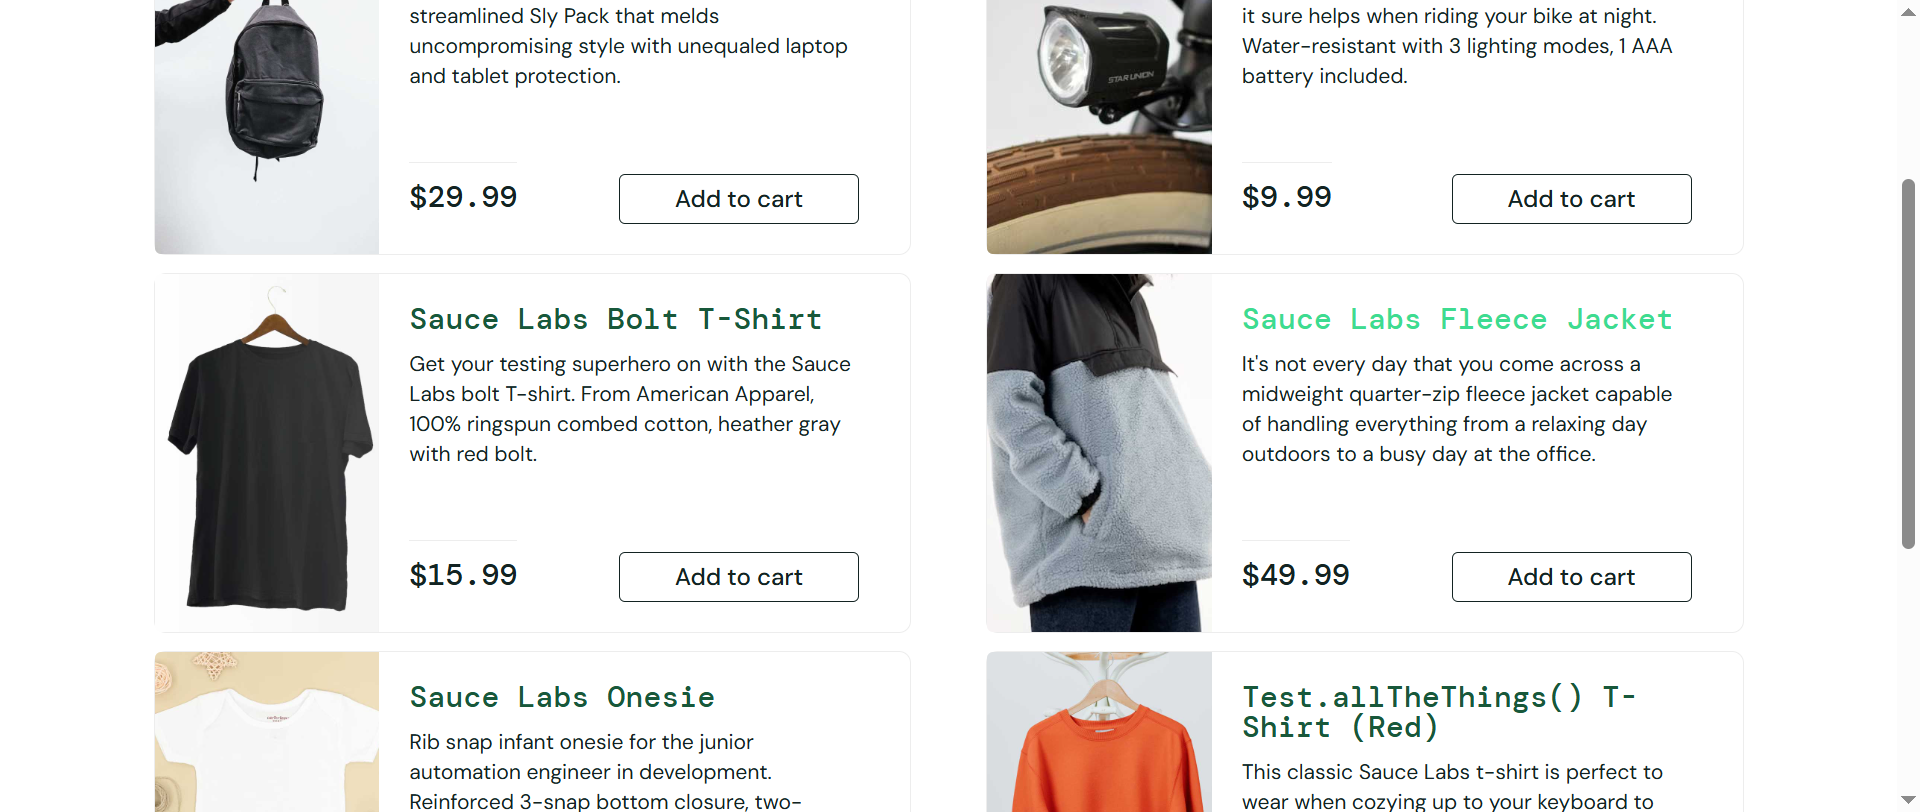 streamlined Sly Pack that melds
uncompromising style with unequaled laptop
and tablet protection.
$29.99
Add to cart
it sure helps when riding your bike at night.
Water-resistant with 3 lighting modes, 1 AAA
battery included.
STAR UNION
$9.99
Add to cart
Sauce Labs Bolt T-Shirt
Get your testing superhero on with the Sauce
Labs bolt T-shirt. From American Apparel,
100% ringspun combed cotton, heather gray
with red bolt.
$15.99
Add to cart
Sauce Labs Fleece Jacket
It's not every day that you come across a
midweight quarter-zip fleece jacket capable
of handling everything from a relaxing day
outdoors to a busy day at the office.
$49.99
Add to cart
Sauce Labs Onesie
Rib snap infant onesie for the junior
automation engineer in development.
Reinforced 3-snap bottom closure, two-
Test.allTheThings() T-
Shirt (Red)
This classic Sauce Labs t-shirt is perfect to
wear when cozying up to your keyboard to